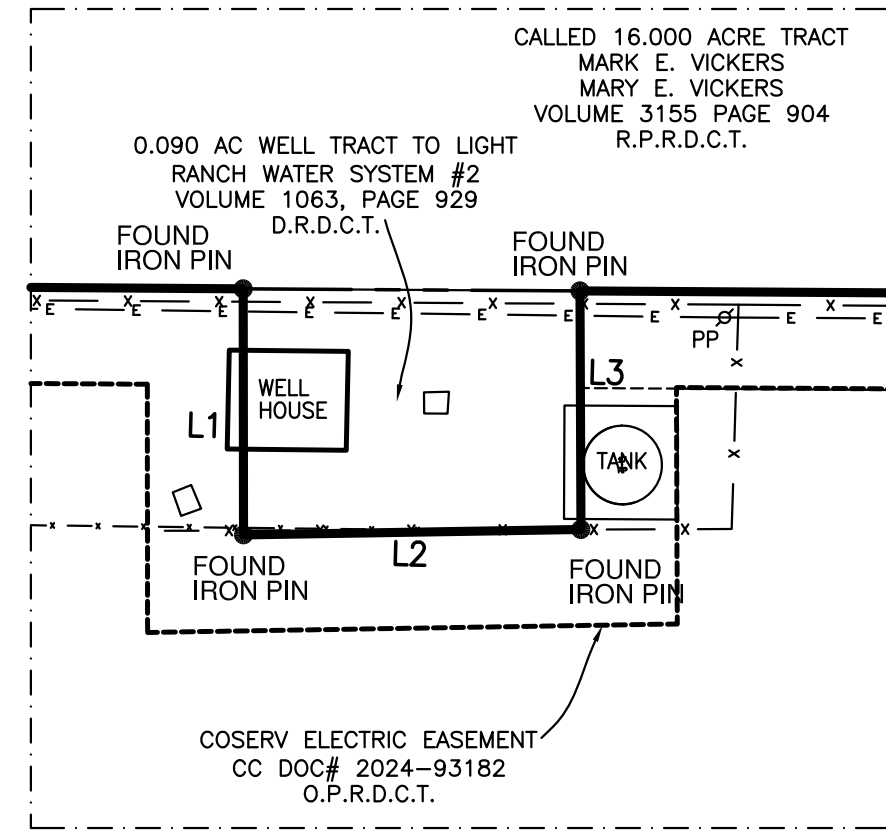 CALLED 16.000 ACRE TRACT
MARK E. VICKERS
MARY E. VICKERS
VOLUME 3155 PAGE 904
R.P.R.D.C.T.
0.090 AC WELL TRACT TO LIGHT
RANCH WATER SYSTEM #2
VOLUME 1063, PAGE 929
D.R.D.C.T.
FOUND
IRON PIN
FOUND
IRON PIN
X X X X X X X X X
E E E E E E E E E E
PP
X
L3
WELL
HOUSE
L1
X
TANK
x x x x x x x x X X X X
L2
FOUND
IRON PIN
FOUND
IRON PIN
COSERV ELECTRIC EASEMENT
CC DOC# 2024-93182
O.P.R.D.C.T.